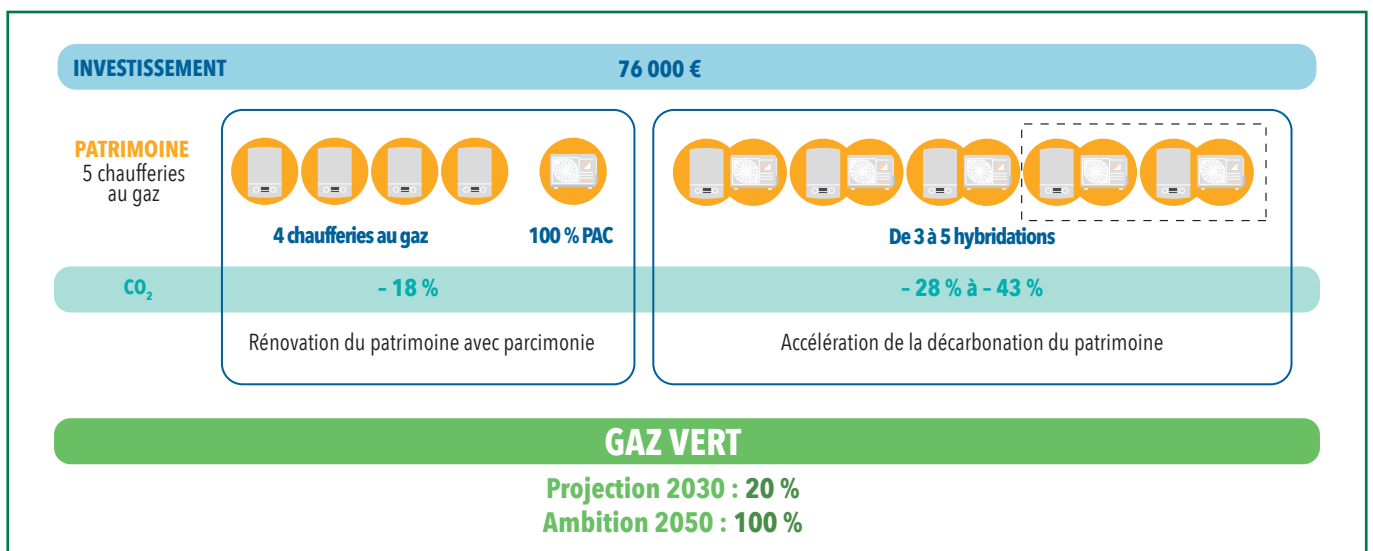 INVESTISSEMENT
76 000 €
PATRIMOINE
5 chaufferies
au gaz
4 chaufferies au gaz
100 % PAC
De 3 à 5 hybridations
CO₂
– 18 %
– 28 % à – 43 %
Rénovation du patrimoine avec parcimonie
Accélération de la décarbonation du patrimoine
GAZ VERT
Projection 2030 : 20 %
Ambition 2050 : 100 %